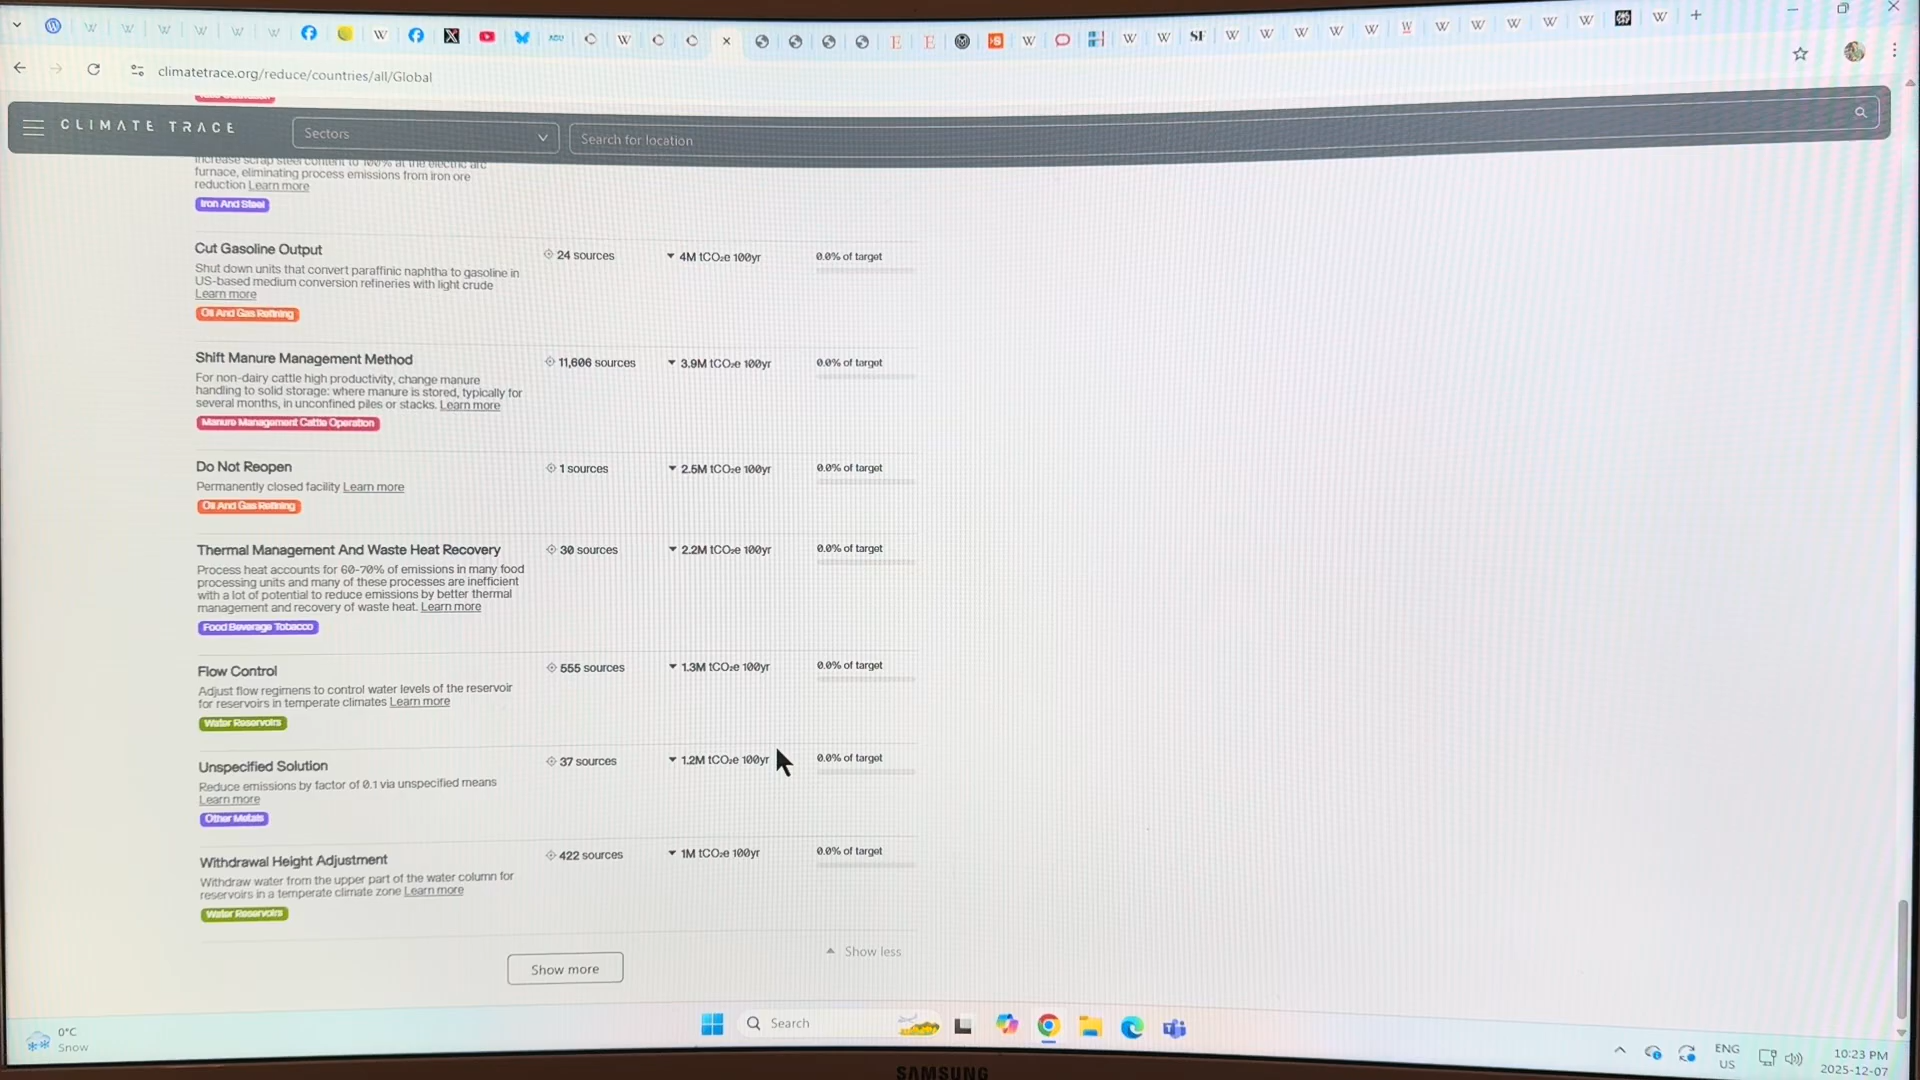 climatetrace.org/reduce/countries/all/Global
CLIMATE TRACE
Sectors
Search for location
increase scrap steel content to 100% at the electric arc
furnace, eliminating process emissions from iron ore
reduction Learn more
Iron And Steel
Cut Gasoline Output
24 sources
4M tCO₂e 100yr
0.0% of target
Shut down units that convert paraffinic naphtha to gasoline in
US-based medium conversion refineries with light crude
Learn more
Oil And Gas Refining
Shift Manure Management Method
11,606 sources
3.9M tCO₂e 100yr
0.0% of target
For non-dairy cattle high productivity, change manure
handling to solid storage: where manure is stored, typically for
several months, in unconfined piles or stacks. Learn more
Manure Management Cattle Operation
Do Not Reopen
1 sources
2.5M tCO₂e 100yr
0.0% of target
Permanently closed facility Learn more
Oil And Gas Refining
Thermal Management And Waste Heat Recovery
30 sources
2.2M tCO₂e 100yr
0.0% of target
Process heat accounts for 60-70% of emissions in many food
processing units and many of these processes are inefficient
with a lot of potential to reduce emissions by better thermal
management and recovery of waste heat. Learn more
Food Beverage Tobacco
Flow Control
555 sources
1.3M tCO₂e 100yr
0.0% of target
Adjust flow regimens to control water levels of the reservoir
for reservoirs in temperate climates Learn more
Water Reservoirs
Unspecified Solution
37 sources
1.2M tCO₂e 100yr
0.0% of target
Reduce emissions by factor of 0.1 via unspecified means
Learn more
Other Metals
Withdrawal Height Adjustment
422 sources
1M tCO₂e 100yr
0.0% of target
Withdraw water from the upper part of the water column for
reservoirs in a temperate climate zone Learn more
Water Reservoirs
Show less
Show more
0°C
Snow
Search
ENG
US
10:23 PM
2025-12-07
SAMSUNG